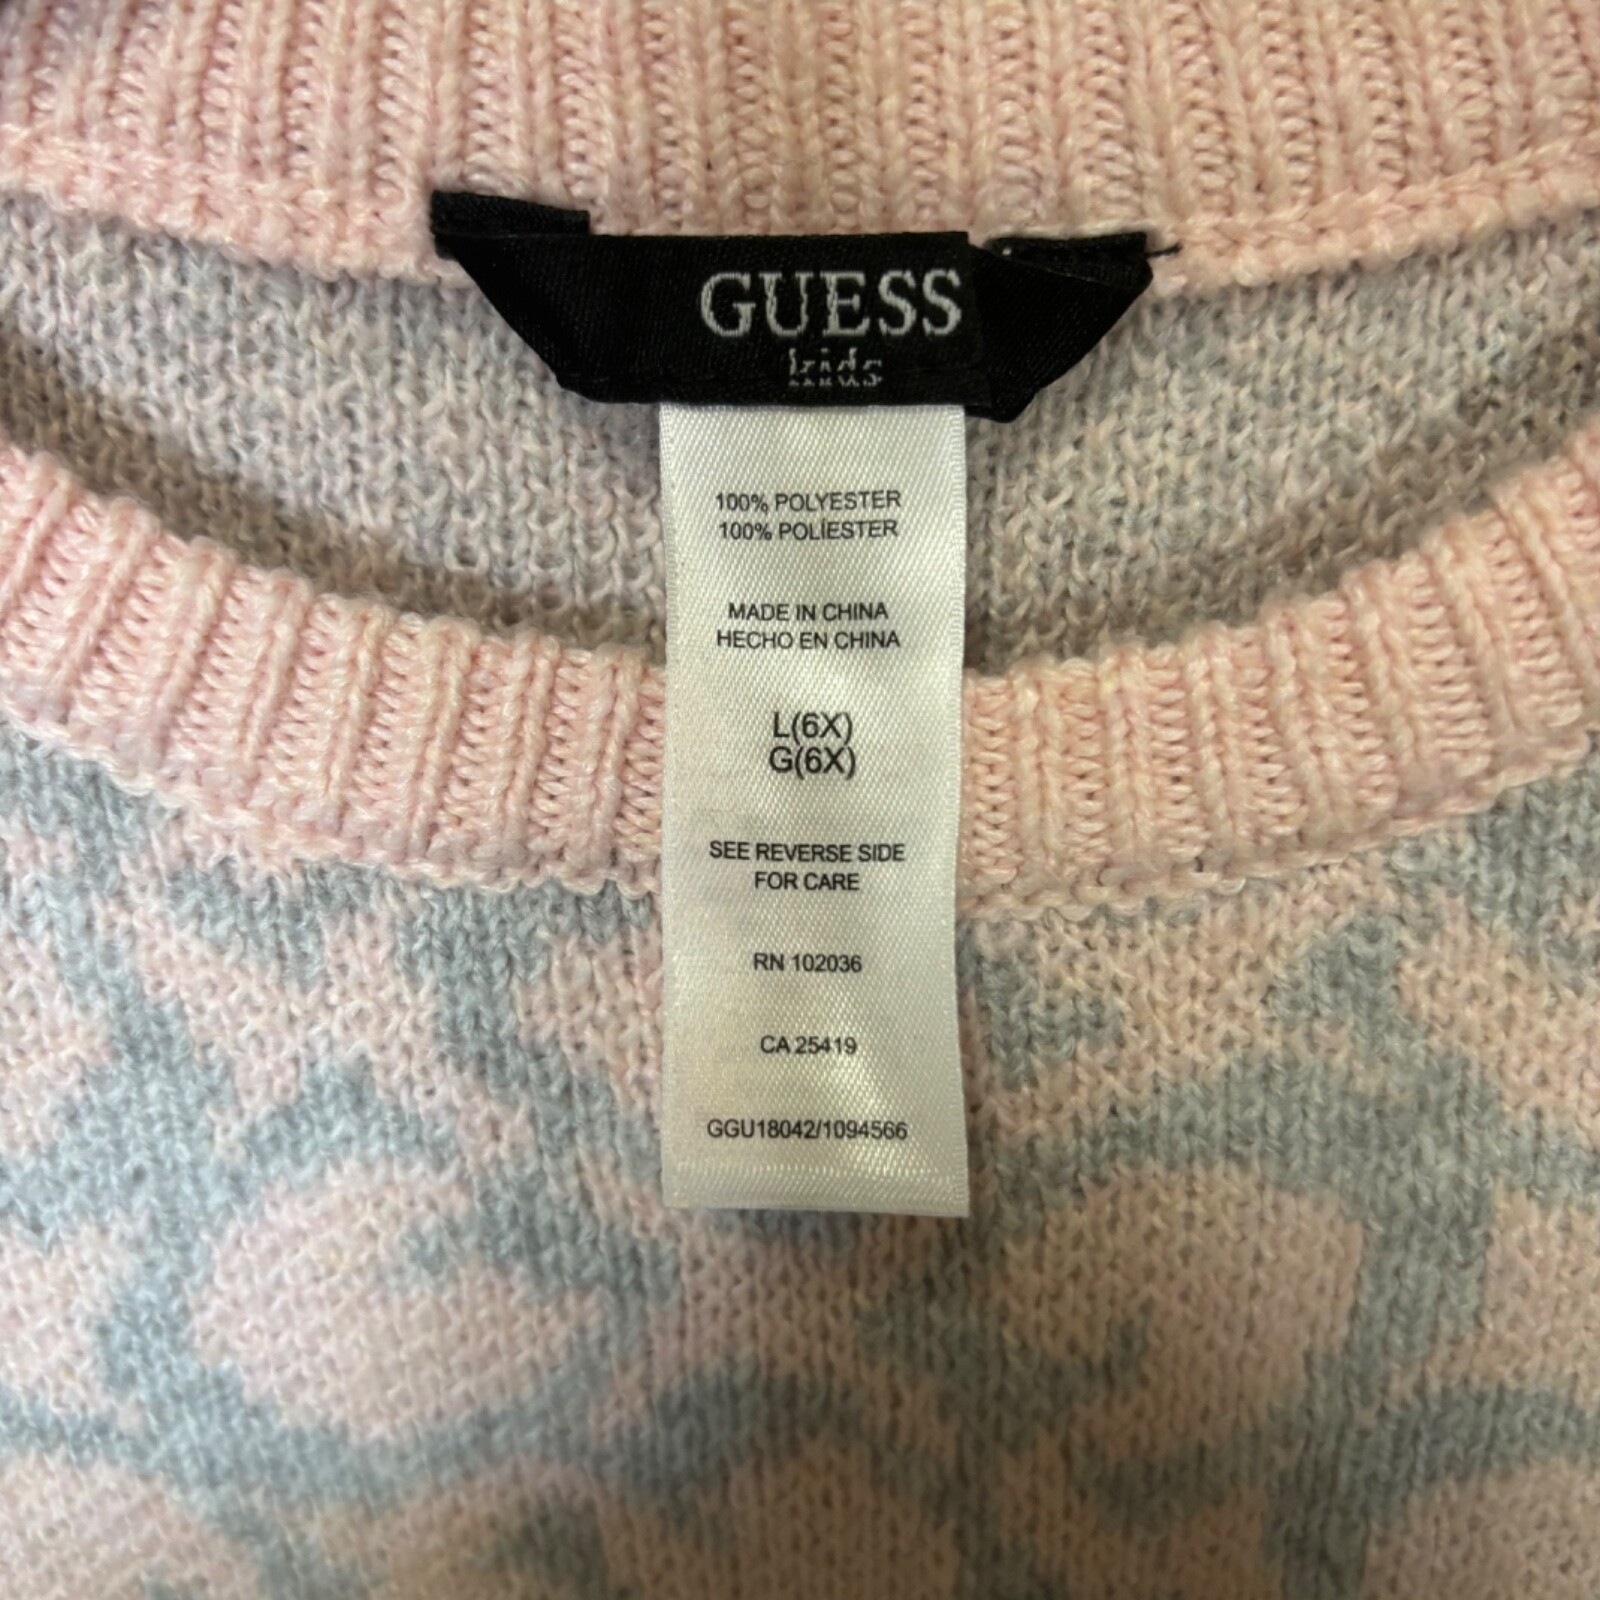 GUESS
kids
100% POLYESTER
100% POLÍESTER
MADE IN CHINA
HECHO EN CHINA
L(6X)
G(6X)
SEE REVERSE SIDE
FOR CARE
RN 102036
CA 25419
GGU18042/1094566